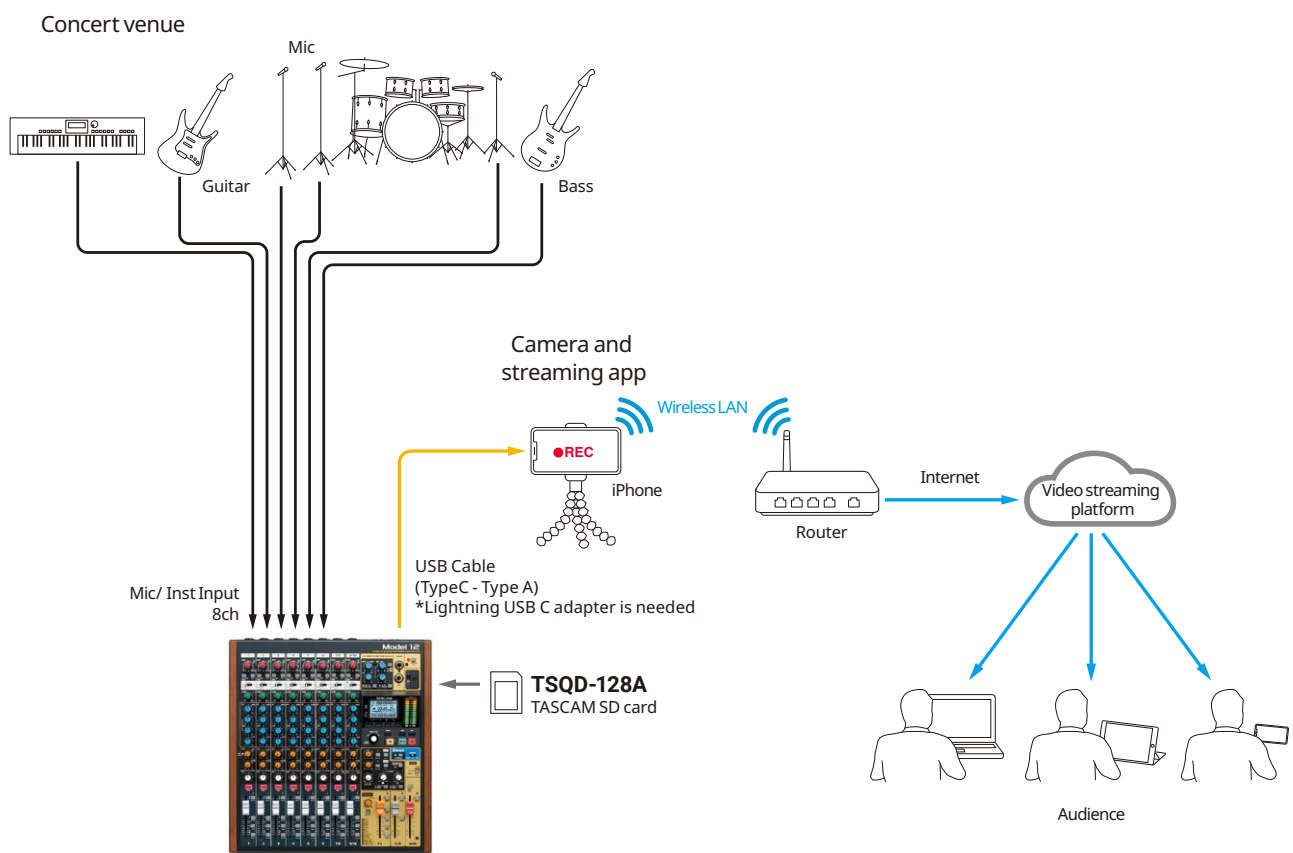 Concert venue
Mic
Guitar
Bass
Camera and
streaming app
Wireless LAN
●REC
iPhone
Router
Internet
Video streaming
platform
USB Cable
(TypeC - Type A)
*Lightning USB C adapter is needed
Mic/ Inst Input
8ch
Model 12
TSQD-128A
TASCAM SD card
Audience